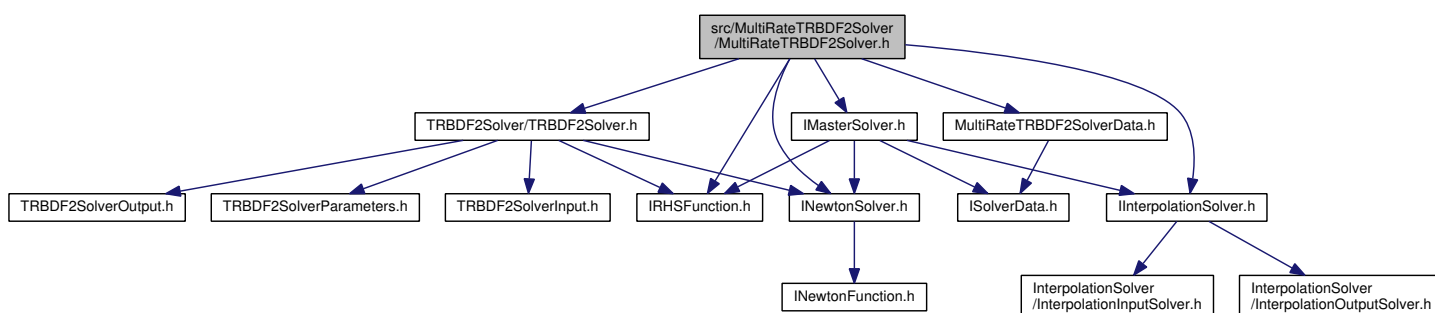 src/MultiRateTRBDF2Solver
/MultiRateTRBDF2Solver.h
TRBDF2Solver/TRBDF2Solver.h
IMasterSolver.h
MultiRateTRBDF2SolverData.h
TRBDF2SolverOutput.h
TRBDF2SolverParameters.h
TRBDF2SolverInput.h
IRHSFunction.h
INewtonSolver.h
ISolverData.h
IInterpolationSolver.h
INewtonFunction.h
InterpolationSolver
/InterpolationInputSolver.h
InterpolationSolver
/InterpolationOutputSolver.h